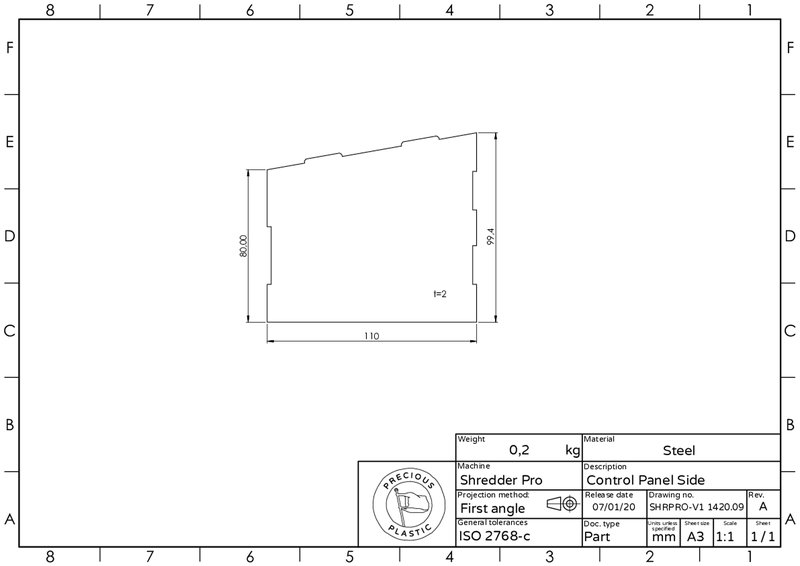 8 7 6 5 4 3 2 1
F F
E E
D D
C C
B B
A A
80.00
99.4
t=2
110
Weight
0,2 kg
Material
Steel
PRECIOUS
PLASTIC
Machine
Shredder Pro
Description
Control Panel Side
Projection method:
First angle
Release date
07/01/20
Drawing no.
SHRPRO-V1 1420.09
Rev.
A
General tolerances
ISO 2768-c
Doc. type
Part
Units unless
specified
mm
Sheet size
A3
Scale
1:1
Sheet
1 / 1
8 7 6 5 4 3 2 1